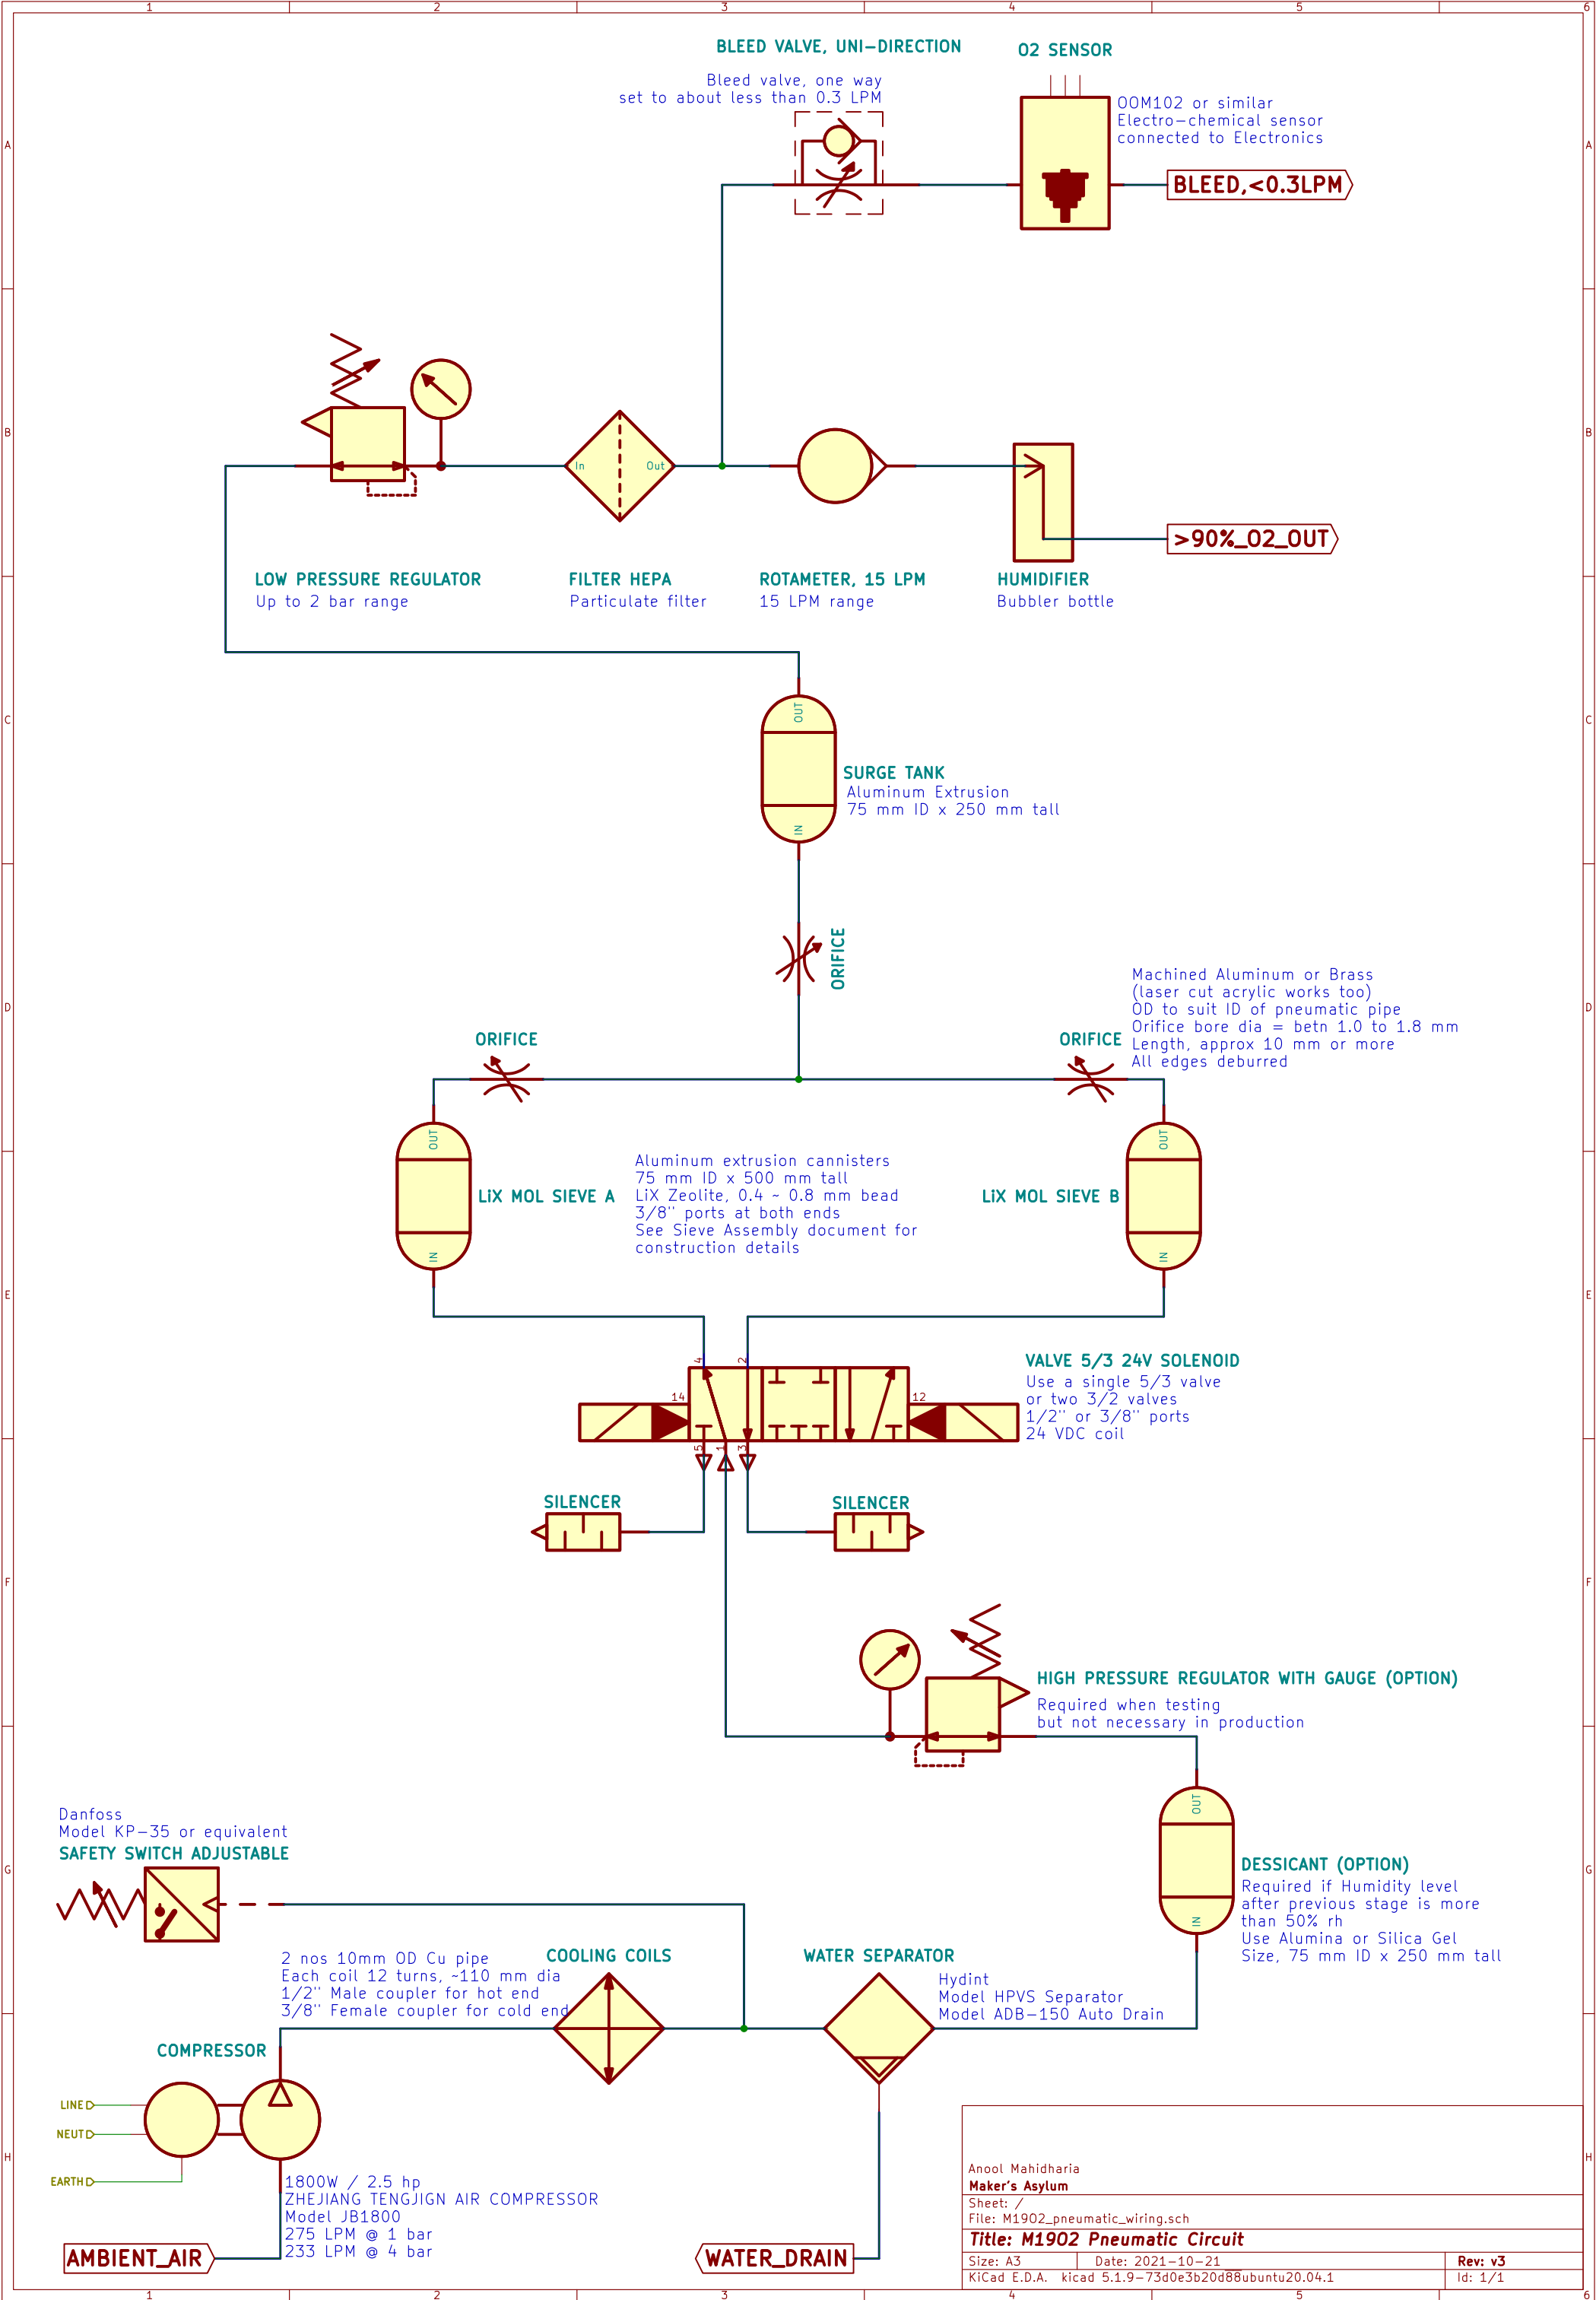 1 2 3 4 5 6
A
B
C
D
E
F
G
H
BLEED VALVE, UNI-DIRECTION
Bleed valve, one way
set to about less than 0.3 LPM
O2 SENSOR
OOM102 or similar
Electro-chemical sensor
connected to Electronics
BLEED,<0.3LPM
In
Out
>90%_O2_OUT
LOW PRESSURE REGULATOR
Up to 2 bar range
FILTER HEPA
Particulate filter
ROTAMETER, 15 LPM
15 LPM range
HUMIDIFIER
Bubbler bottle
OUT
IN
SURGE TANK
Aluminum Extrusion
75 mm ID x 250 mm tall
ORIFICE
Machined Aluminum or Brass
(laser cut acrylic works too)
OD to suit ID of pneumatic pipe
Orifice bore dia = betn 1.0 to 1.8 mm
Length, approx 10 mm or more
All edges deburred
ORIFICE
ORIFICE
OUT
IN
LiX MOL SIEVE A
Aluminum extrusion cannisters
75 mm ID x 500 mm tall
LiX Zeolite, 0.4 ~ 0.8 mm bead
3/8" ports at both ends
See Sieve Assembly document for
construction details
LiX MOL SIEVE B
OUT
IN
4
2
14
12
5
1
3
VALVE 5/3 24V SOLENOID
Use a single 5/3 valve
or two 3/2 valves
1/2" or 3/8" ports
24 VDC coil
SILENCER
SILENCER
HIGH PRESSURE REGULATOR WITH GAUGE (OPTION)
Required when testing
but not necessary in production
Danfoss
Model KP-35 or equivalent
SAFETY SWITCH ADJUSTABLE
OUT
IN
DESSICANT (OPTION)
Required if Humidity level
after previous stage is more
than 50% rh
Use Alumina or Silica Gel
Size, 75 mm ID x 250 mm tall
2 nos 10mm OD Cu pipe
Each coil 12 turns, ~110 mm dia
1/2" Male coupler for hot end
3/8" Female coupler for cold end
COOLING COILS
WATER SEPARATOR
Hydint
Model HPVS Separator
Model ADB-150 Auto Drain
COMPRESSOR
LINE
NEUT
EARTH
1800W / 2.5 hp
ZHEJIANG TENGJIGN AIR COMPRESSOR
Model JB1800
275 LPM @ 1 bar
233 LPM @ 4 bar
AMBIENT_AIR
WATER_DRAIN
Anool Mahidharia
Maker's Asylum
Sheet: /
File: M1902_pneumatic_wiring.sch
Title: M1902 Pneumatic Circuit
Size: A3 Date: 2021-10-21 Rev: v3
KiCad E.D.A. kicad 5.1.9-73d0e3b20d88ubuntu20.04.1 Id: 1/1
1 2 3 4 5 6
A
B
C
D
E
F
G
H